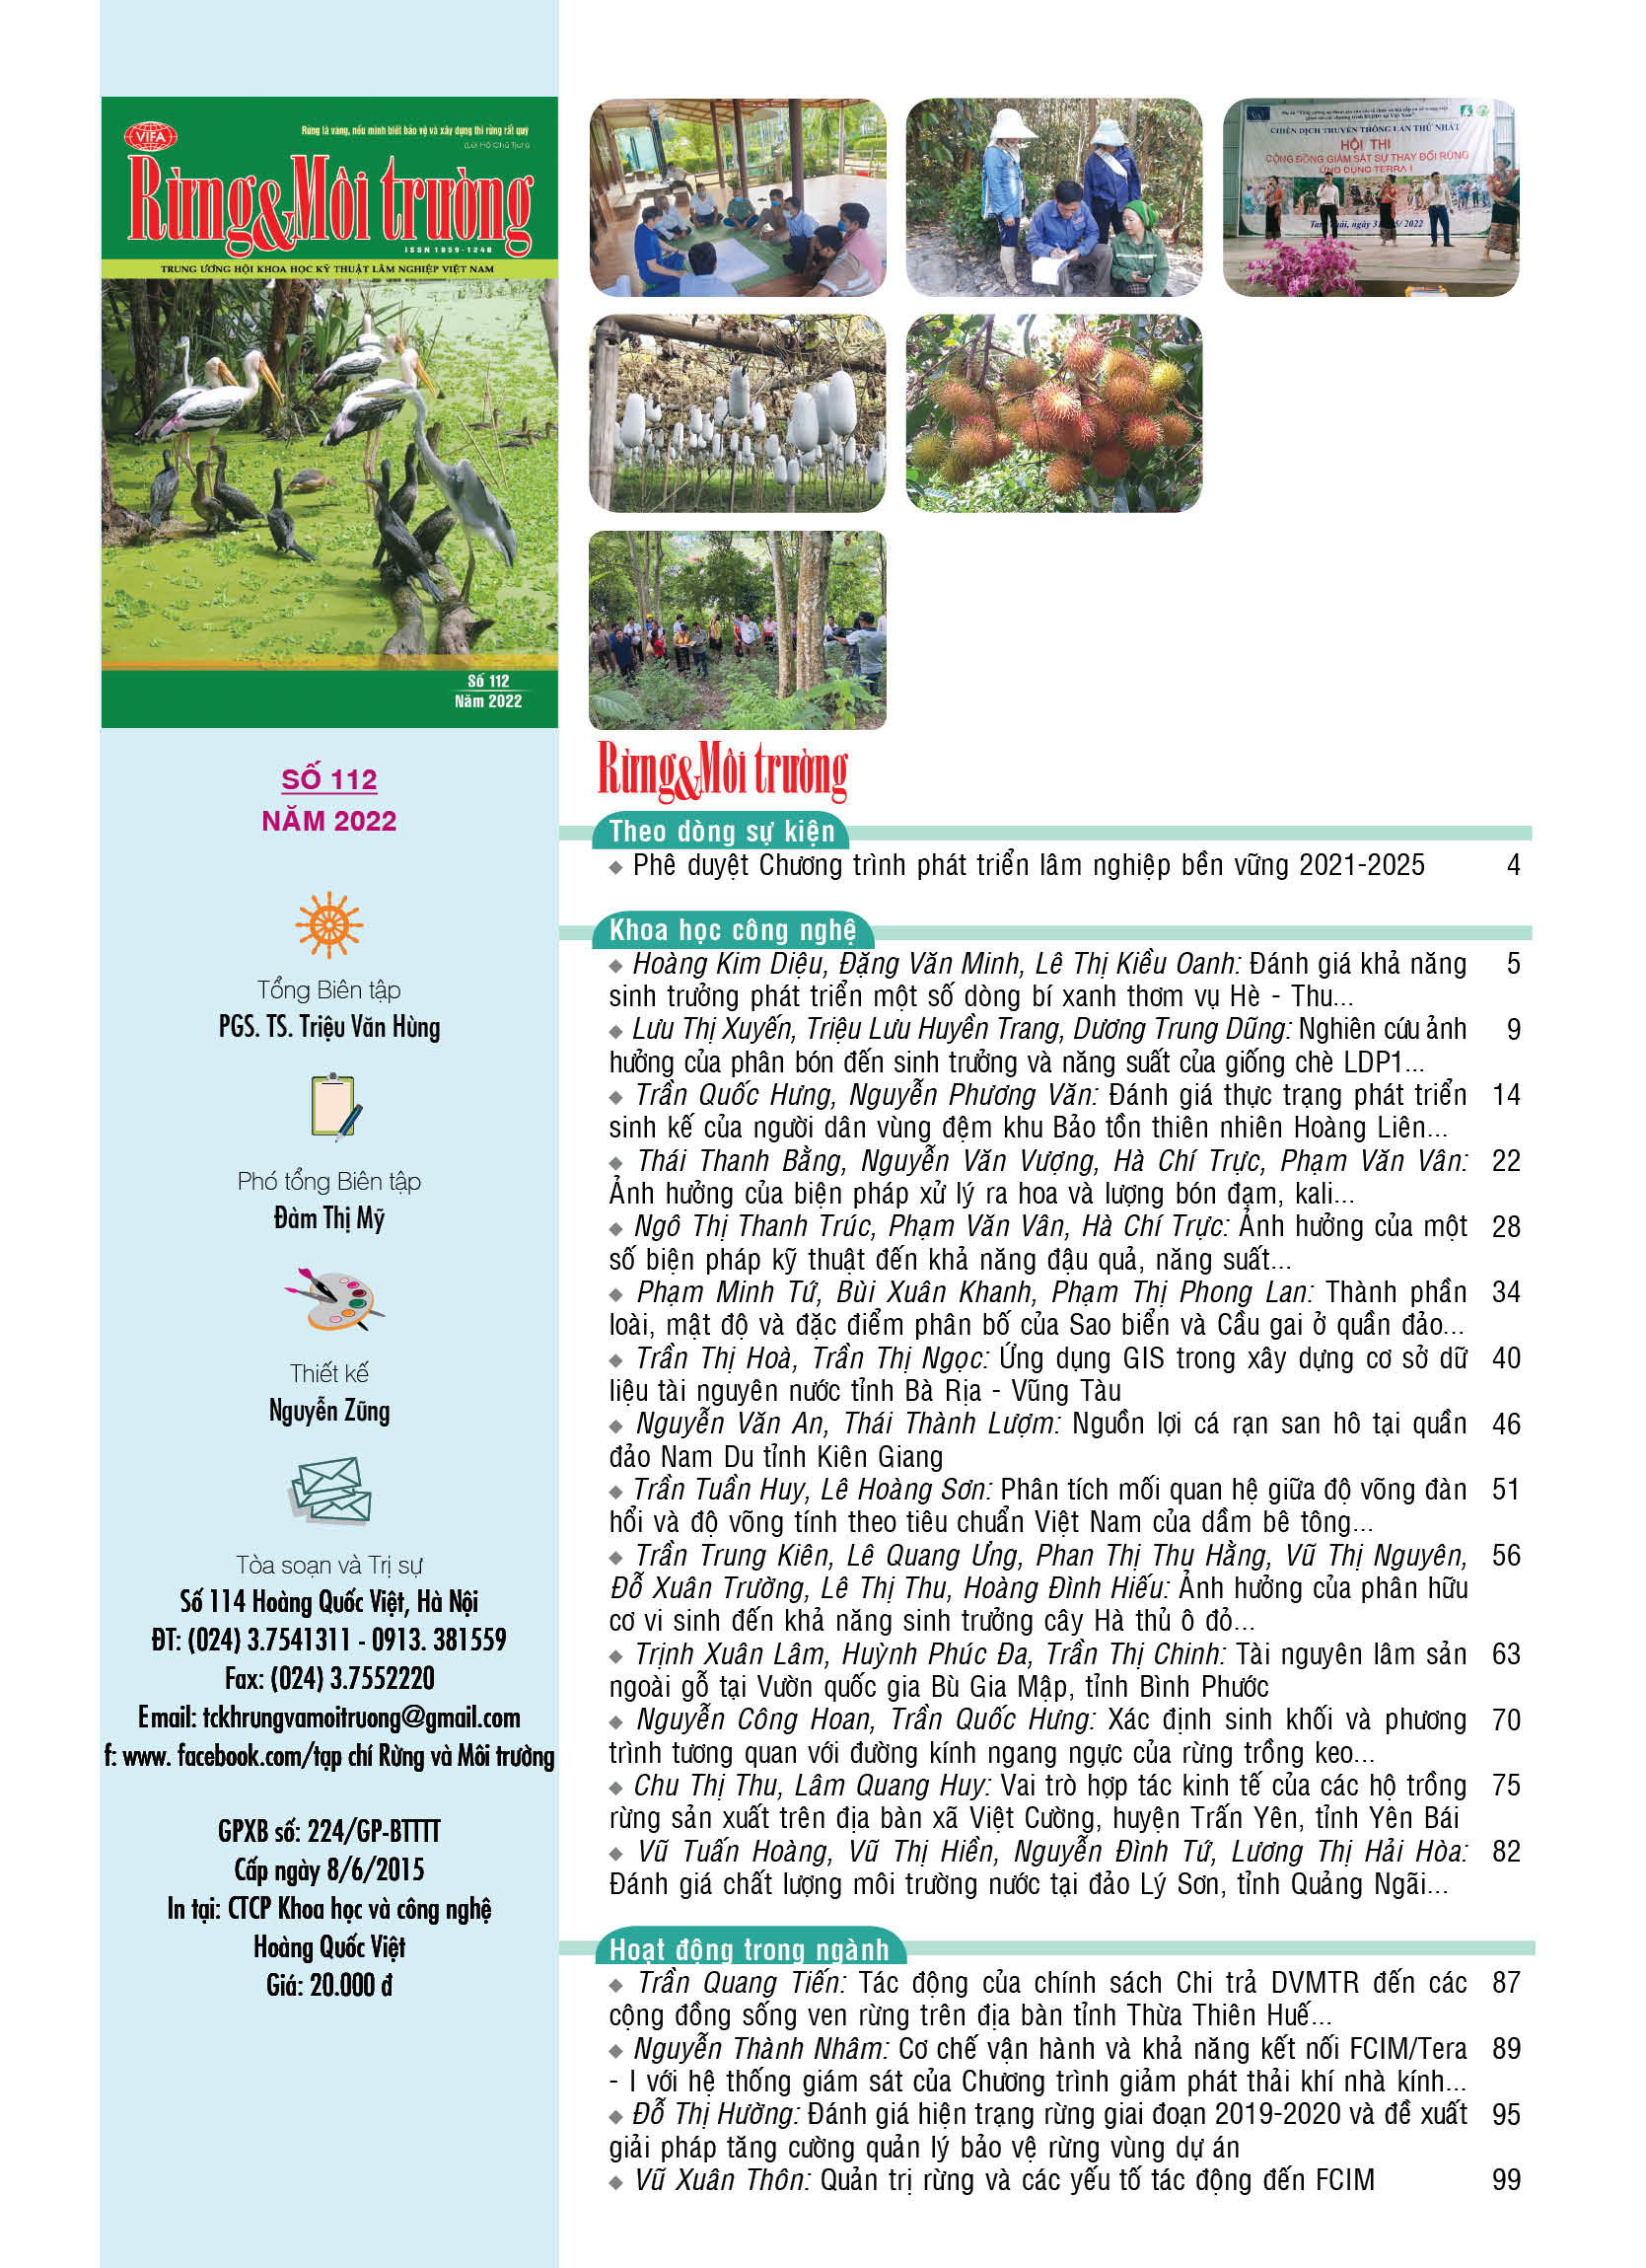 VIFA
Rừng là vàng, nếu mình biết bảo vệ và xây dựng thì rừng rất quý
(Lời Hồ Chủ Tịch)
Rừng&Môi trường
ISSN 1859-1248
TRUNG ƯƠNG HỘI KHOA HỌC KỸ THUẬT LÂM NGHIỆP VIỆT NAM
Số 112
Năm 2022
SỐ 112
NĂM 2022
Tổng Biên tập
PGS. TS. Triệu Văn Hùng
Phó tổng Biên tập
Đàm Thị Mỹ
Thiết kế
Nguyễn Zũng
Tòa soạn và Trị sự
Số 114 Hoàng Quốc Việt, Hà Nội
ĐT: (024) 3.7541311 - 0913. 381559
Fax: (024) 3.7552220
Email: tckhrungvamoitruong@gmail.com
f: www. facebook.com/tạp chí Rừng và Môi trường
GPXB số: 224/GP-BTTTT
Cấp ngày 8/6/2015
In tại: CTCP Khoa học và công nghệ
Hoàng Quốc Việt
Giá: 20.000 đ
CHIẾN DỊCH TRUYỀN THÔNG LẦN THỨ NHẤT
HỘI THI
CỘNG ĐỒNG GIÁM SÁT SỰ THAY ĐỔI RỪNG
ỨNG DỤNG TERRA I
Rừng&Môi trường
Theo dòng sự kiện
◆ Phê duyệt Chương trình phát triển lâm nghiệp bền vững 2021-2025 4
Khoa học công nghệ
◆ Hoàng Kim Diệu, Đặng Văn Minh, Lê Thị Kiều Oanh: Đánh giá khả năng 5
sinh trưởng phát triển một số dòng bí xanh thơm vụ Hè - Thu...
◆ Lưu Thị Xuyến, Triệu Lưu Huyền Trang, Dương Trung Dũng: Nghiên cứu ảnh 9
hưởng của phân bón đến sinh trưởng và năng suất của giống chè LDP1...
◆ Trần Quốc Hưng, Nguyễn Phương Văn: Đánh giá thực trạng phát triển 14
sinh kế của người dân vùng đệm khu Bảo tồn thiên nhiên Hoàng Liên...
◆ Thái Thanh Bằng, Nguyễn Văn Vượng, Hà Chí Trực, Phạm Văn Vân: 22
Ảnh hưởng của biện pháp xử lý ra hoa và lượng bón đạm, kali...
◆ Ngô Thị Thanh Trúc, Phạm Văn Vân, Hà Chí Trực: Ảnh hưởng của một 28
số biện pháp kỹ thuật đến khả năng đậu quả, năng suất...
◆ Phạm Minh Tứ, Bùi Xuân Khanh, Phạm Thị Phong Lan: Thành phần 34
loài, mật độ và đặc điểm phân bố của Sao biển và Cầu gai ở quần đảo...
◆ Trần Thị Hoà, Trần Thị Ngọc: Ứng dụng GIS trong xây dựng cơ sở dữ 40
liệu tài nguyên nước tỉnh Bà Rịa - Vũng Tàu
◆ Nguyễn Văn An, Thái Thành Lượm: Nguồn lợi cá rạn san hô tại quần 46
đảo Nam Du tỉnh Kiên Giang
◆ Trần Tuần Huy, Lê Hoàng Sơn: Phân tích mối quan hệ giữa độ võng đàn 51
hổi và độ võng tính theo tiêu chuẩn Việt Nam của dầm bê tông...
◆ Trần Trung Kiên, Lê Quang Ưng, Phan Thị Thu Hằng, Vũ Thị Nguyên, 56
Đỗ Xuân Trường, Lê Thị Thu, Hoàng Đình Hiếu: Ảnh hưởng của phân hữu
cơ vi sinh đến khả năng sinh trưởng cây Hà thủ ô đỏ...
◆ Trịnh Xuân Lâm, Huỳnh Phúc Đa, Trần Thị Chinh: Tài nguyên lâm sản 63
ngoài gỗ tại Vườn quốc gia Bù Gia Mập, tỉnh Bình Phước
◆ Nguyễn Công Hoan, Trần Quốc Hưng: Xác định sinh khối và phương 70
trình tương quan với đường kính ngang ngực của rừng trồng keo...
◆ Chu Thị Thu, Lâm Quang Huy: Vai trò hợp tác kinh tế của các hộ trồng 75
rừng sản xuất trên địa bàn xã Việt Cường, huyện Trấn Yên, tỉnh Yên Bái
◆ Vũ Tuấn Hoàng, Vũ Thị Hiền, Nguyễn Đình Tứ, Lương Thị Hải Hòa: 82
Đánh giá chất lượng môi trường nước tại đảo Lý Sơn, tỉnh Quảng Ngãi...
Hoạt động trong ngành
◆ Trần Quang Tiến: Tác động của chính sách Chi trả DVMTR đến các 87
cộng đồng sống ven rừng trên địa bàn tỉnh Thừa Thiên Huế...
◆ Nguyễn Thành Nhâm: Cơ chế vận hành và khả năng kết nối FCIM/Tera 89
- I với hệ thống giám sát của Chương trình giảm phát thải khí nhà kính...
◆ Đỗ Thị Hường: Đánh giá hiện trạng rừng giai đoạn 2019-2020 và đề xuất 95
giải pháp tăng cường quản lý bảo vệ rừng vùng dự án
◆ Vũ Xuân Thôn: Quản trị rừng và các yếu tố tác động đến FCIM 99